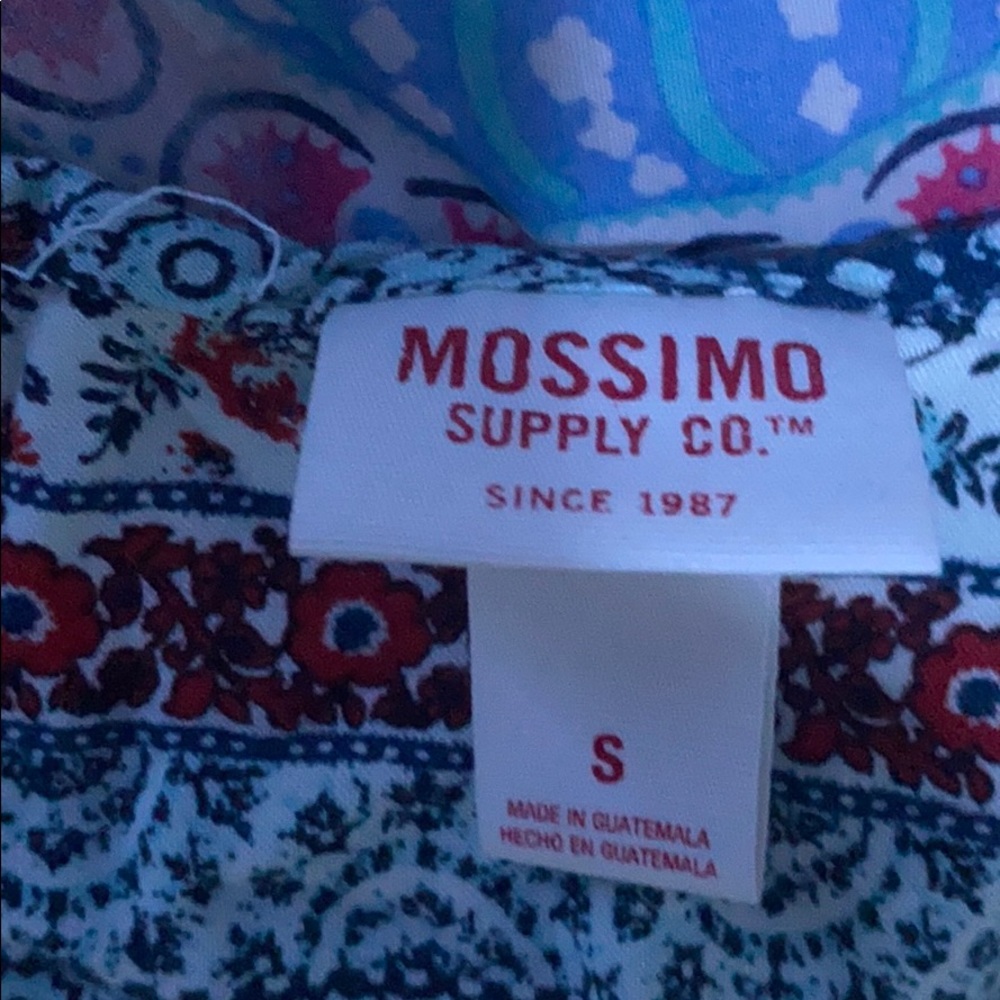 MOSSIMO
SUPPLY CO.™
SINCE 1987
S
MADE IN GUATEMALA
HECHO EN GUATEMALA